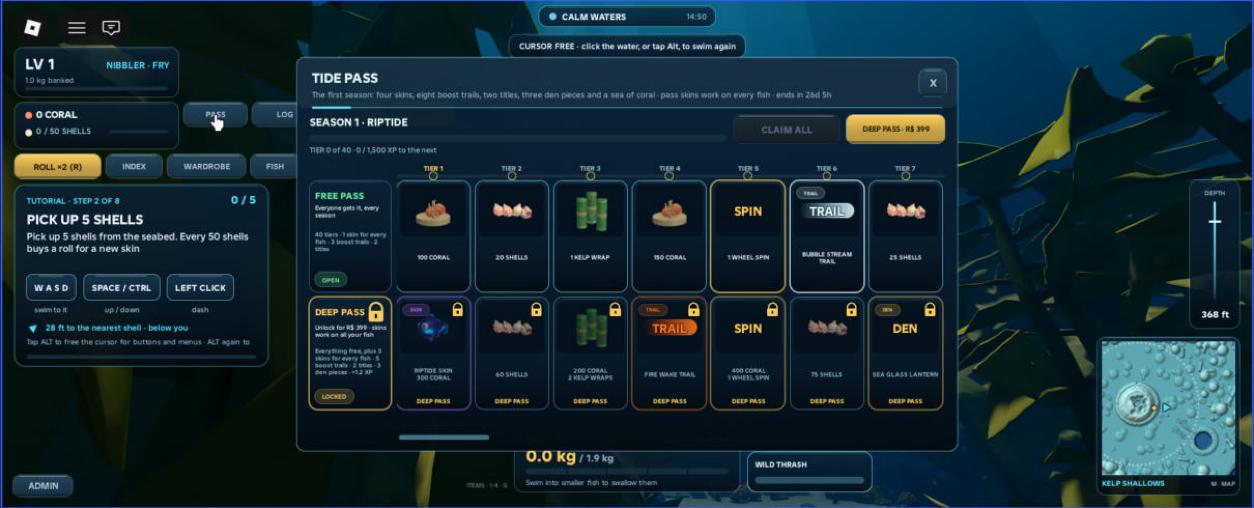 CALM WATERS 14:50
CURSOR FREE · click the water, or tap Alt, to swim again
LV 1 NIBBLER · FRY
1.0 kg banked
0 CORAL
0 / 50 SHELLS
PASS
LOG
ROLL ×2 (R)
INDEX
WARDROBE
FISH
TUTORIAL · STEP 2 OF 8 0 / 5
PICK UP 5 SHELLS
Pick up 5 shells from the seabed. Every 50 shells
buys a roll for a new skin
W A S D
SPACE / CTRL
LEFT CLICK
swim to it
up / down
dash
28 ft to the nearest shell · below you
Tap ALT to free the cursor for buttons and menus · ALT again to
ADMIN
TIDE PASS
X
The first season: four skins, eight boost trails, two titles, three den pieces and a sea of coral · pass skins work on every fish · ends in 26d 5h
SEASON 1 · RIPTIDE
CLAIM ALL
DEEP PASS · R$ 399
TIER 0 of 40 · 0 / 1,500 XP to the next
TIER 1
TIER 2
TIER 3
TIER 4
TIER 5
TIER 6
TIER 7
FREE PASS
Everyone gets it, every
season
40 tiers · 1 skin for every
fish · 3 boost trails · 2
titles
OPEN
100 CORAL
20 SHELLS
1 KELP WRAP
150 CORAL
SPIN
1 WHEEL SPIN
TRAIL
TRAIL
BUBBLE STREAM
TRAIL
25 SHELLS
DEEP PASS
Unlock for R$ 399 · skins
work on all your fish
Everything free, plus 3
skins for every fish · 5
boost trails · 2 titles · 3
den pieces · +1.2 XP
LOCKED
SKIN
RIPTIDE SKIN
300 CORAL
DEEP PASS
60 SHELLS
DEEP PASS
200 CORAL
2 KELP WRAPS
DEEP PASS
TRAIL
TRAIL
FIRE WAKE TRAIL
DEEP PASS
SPIN
400 CORAL
1 WHEEL SPIN
DEEP PASS
75 SHELLS
DEEP PASS
DEN
DEN
SEA GLASS LANTERN
DEEP PASS
0.0 kg / 1.9 kg
Swim into smaller fish to swallow them
ITEMS · 1-4 · G
WILD THRASH
DEPTH
368 ft
KELP SHALLOWS M · MAP